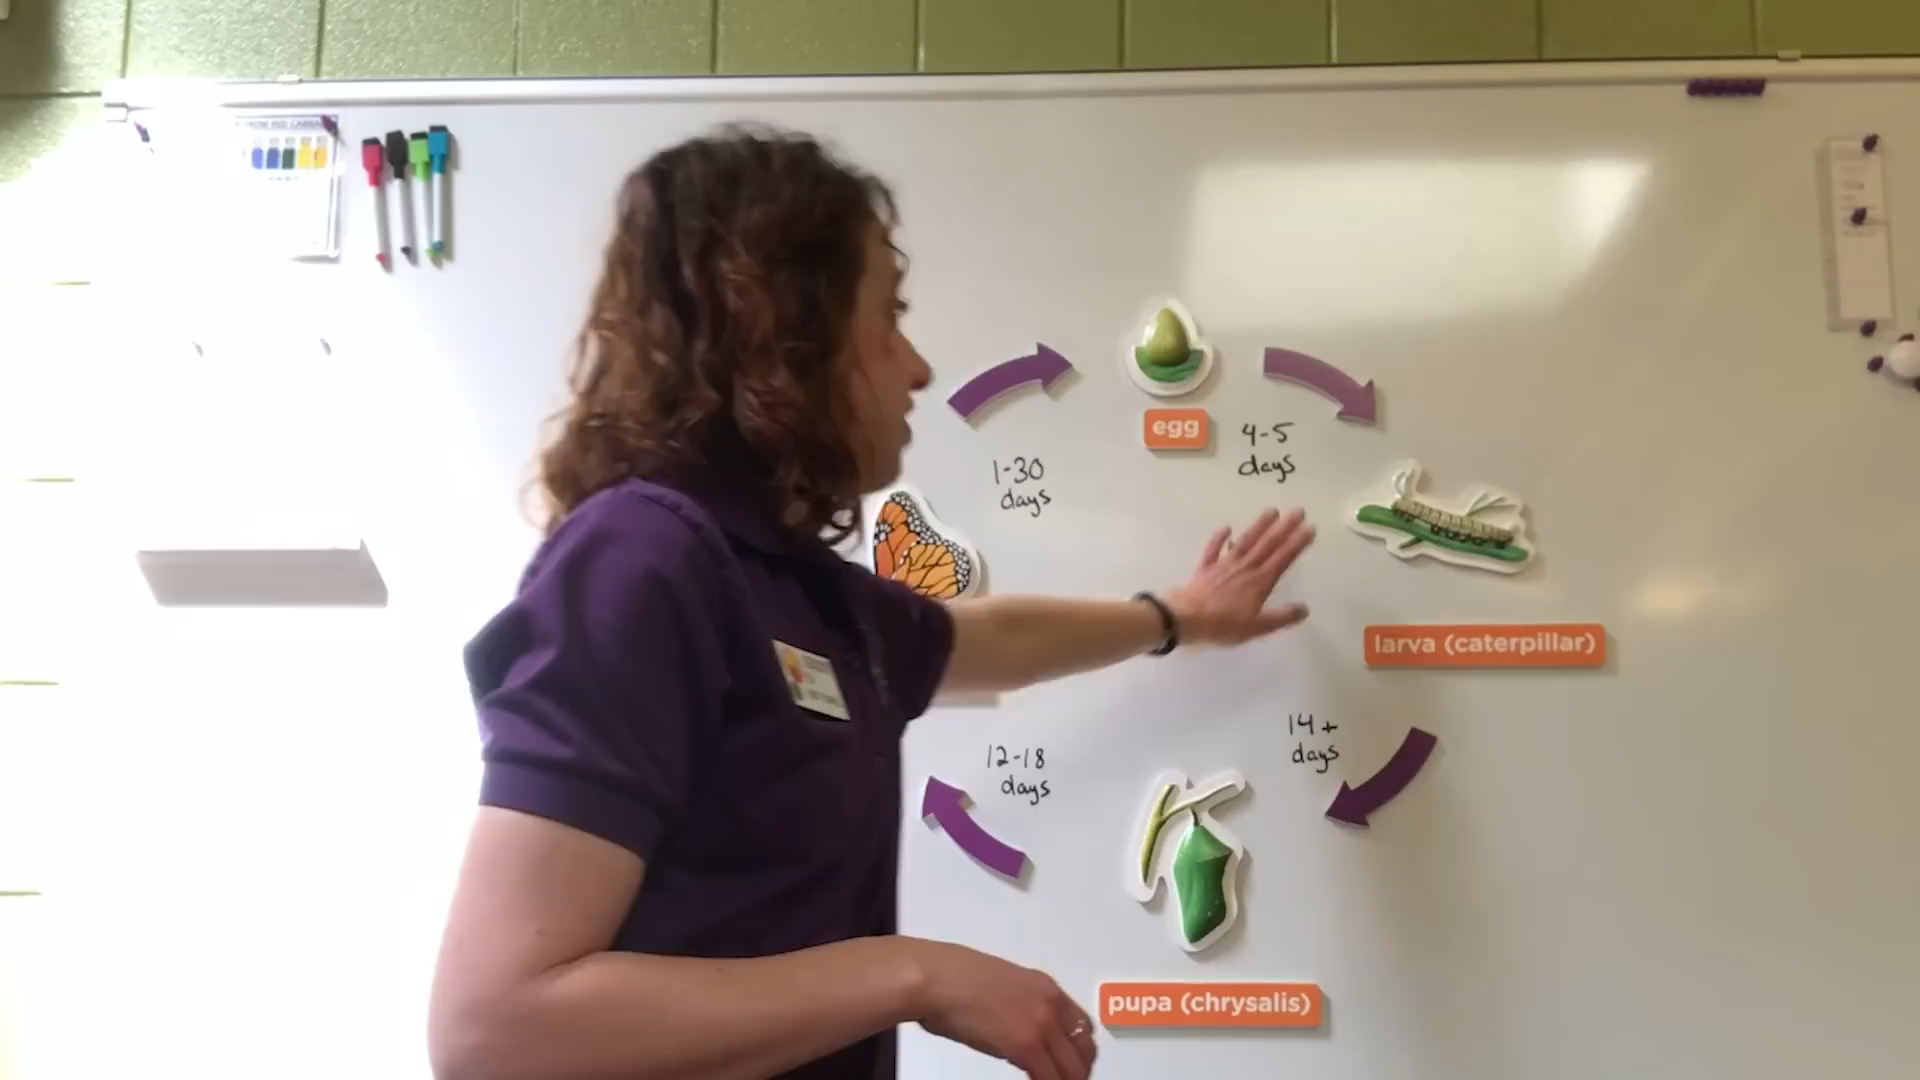 egg
4-5
days
1-30
days
larva (caterpillar)
14+
days
12-18
days
pupa (chrysalis)